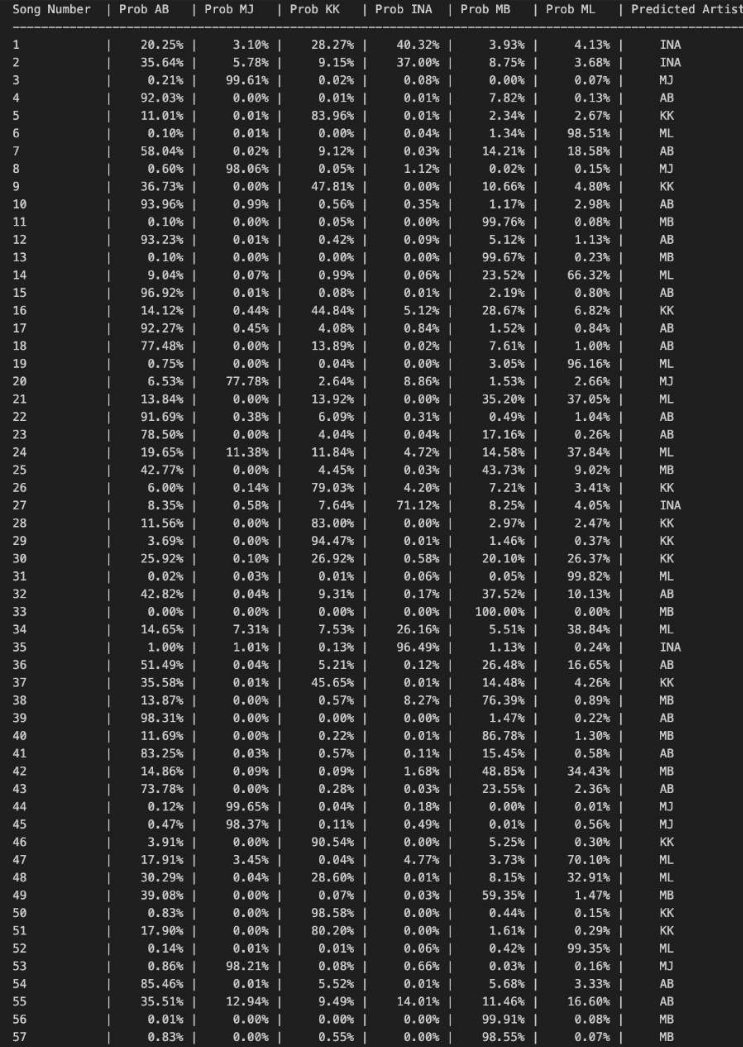 Song Number | Prob AB | Prob MJ | Prob KK | Prob INA | Prob MB | Prob ML | Predicted Artist
1 | 20.25% | 3.10% | 28.27% | 40.32% | 3.93% | 4.13% | INA
2 | 35.64% | 5.78% | 9.15% | 37.00% | 8.75% | 3.68% | INA
3 | 0.21% | 99.61% | 0.02% | 0.08% | 0.00% | 0.07% | MJ
4 | 92.03% | 0.00% | 0.01% | 0.01% | 7.82% | 0.13% | AB
5 | 11.01% | 0.01% | 83.96% | 0.01% | 2.34% | 2.67% | KK
6 | 0.10% | 0.01% | 0.00% | 0.04% | 1.34% | 98.51% | ML
7 | 58.04% | 0.02% | 9.12% | 0.03% | 14.21% | 18.58% | AB
8 | 0.60% | 98.06% | 0.05% | 1.12% | 0.02% | 0.15% | MJ
9 | 36.73% | 0.00% | 47.81% | 0.00% | 10.66% | 4.80% | KK
10 | 93.96% | 0.99% | 0.56% | 0.35% | 1.17% | 2.98% | AB
11 | 0.10% | 0.00% | 0.05% | 0.00% | 99.76% | 0.08% | MB
12 | 93.23% | 0.01% | 0.42% | 0.09% | 5.12% | 1.13% | AB
13 | 0.10% | 0.00% | 0.00% | 0.00% | 99.67% | 0.23% | MB
14 | 9.04% | 0.07% | 0.99% | 0.06% | 23.52% | 66.32% | ML
15 | 96.92% | 0.01% | 0.08% | 0.01% | 2.19% | 0.80% | AB
16 | 14.12% | 0.44% | 44.84% | 5.12% | 28.67% | 6.82% | KK
17 | 92.27% | 0.45% | 4.08% | 0.84% | 1.52% | 0.84% | AB
18 | 77.48% | 0.00% | 13.89% | 0.02% | 7.61% | 1.00% | AB
19 | 0.75% | 0.00% | 0.04% | 0.00% | 3.05% | 96.16% | ML
20 | 6.53% | 77.78% | 2.64% | 8.86% | 1.53% | 2.66% | MJ
21 | 13.84% | 0.00% | 13.92% | 0.00% | 35.20% | 37.05% | ML
22 | 91.69% | 0.38% | 6.09% | 0.31% | 0.49% | 1.04% | AB
23 | 78.50% | 0.00% | 4.04% | 0.04% | 17.16% | 0.26% | AB
24 | 19.65% | 11.38% | 11.84% | 4.72% | 14.58% | 37.84% | ML
25 | 42.77% | 0.00% | 4.45% | 0.03% | 43.73% | 9.02% | MB
26 | 6.00% | 0.14% | 79.03% | 4.20% | 7.21% | 3.41% | KK
27 | 8.35% | 0.58% | 7.64% | 71.12% | 8.25% | 4.05% | INA
28 | 11.56% | 0.00% | 83.00% | 0.00% | 2.97% | 2.47% | KK
29 | 3.69% | 0.00% | 94.47% | 0.01% | 1.46% | 0.37% | KK
30 | 25.92% | 0.10% | 26.92% | 0.58% | 20.10% | 26.37% | KK
31 | 0.02% | 0.03% | 0.01% | 0.06% | 0.05% | 99.82% | ML
32 | 42.82% | 0.04% | 9.31% | 0.17% | 37.52% | 10.13% | AB
33 | 0.00% | 0.00% | 0.00% | 0.00% | 100.00% | 0.00% | MB
34 | 14.65% | 7.31% | 7.53% | 26.16% | 5.51% | 38.84% | ML
35 | 1.00% | 1.01% | 0.13% | 96.49% | 1.13% | 0.24% | INA
36 | 51.49% | 0.04% | 5.21% | 0.12% | 26.48% | 16.65% | AB
37 | 35.58% | 0.01% | 45.65% | 0.01% | 14.48% | 4.26% | KK
38 | 13.87% | 0.00% | 0.57% | 8.27% | 76.39% | 0.89% | MB
39 | 98.31% | 0.00% | 0.00% | 0.00% | 1.47% | 0.22% | AB
40 | 11.69% | 0.00% | 0.22% | 0.01% | 86.78% | 1.30% | MB
41 | 83.25% | 0.03% | 0.57% | 0.11% | 15.45% | 0.58% | AB
42 | 14.86% | 0.09% | 0.09% | 1.68% | 48.85% | 34.43% | MB
43 | 73.78% | 0.00% | 0.28% | 0.03% | 23.55% | 2.36% | AB
44 | 0.12% | 99.65% | 0.04% | 0.18% | 0.00% | 0.01% | MJ
45 | 0.47% | 98.37% | 0.11% | 0.49% | 0.01% | 0.56% | MJ
46 | 3.91% | 0.00% | 90.54% | 0.00% | 5.25% | 0.30% | KK
47 | 17.91% | 3.45% | 0.04% | 4.77% | 3.73% | 70.10% | ML
48 | 30.29% | 0.04% | 28.60% | 0.01% | 8.15% | 32.91% | ML
49 | 39.08% | 0.00% | 0.07% | 0.03% | 59.35% | 1.47% | MB
50 | 0.83% | 0.00% | 98.58% | 0.00% | 0.44% | 0.15% | KK
51 | 17.90% | 0.00% | 80.20% | 0.00% | 1.61% | 0.29% | KK
52 | 0.14% | 0.01% | 0.01% | 0.06% | 0.42% | 99.35% | ML
53 | 0.86% | 98.21% | 0.08% | 0.66% | 0.03% | 0.16% | MJ
54 | 85.46% | 0.01% | 5.52% | 0.01% | 5.68% | 3.33% | AB
55 | 35.51% | 12.94% | 9.49% | 14.01% | 11.46% | 16.60% | AB
56 | 0.01% | 0.00% | 0.00% | 0.00% | 99.91% | 0.08% | MB
57 | 0.83% | 0.00% | 0.55% | 0.00% | 98.55% | 0.07% | MB